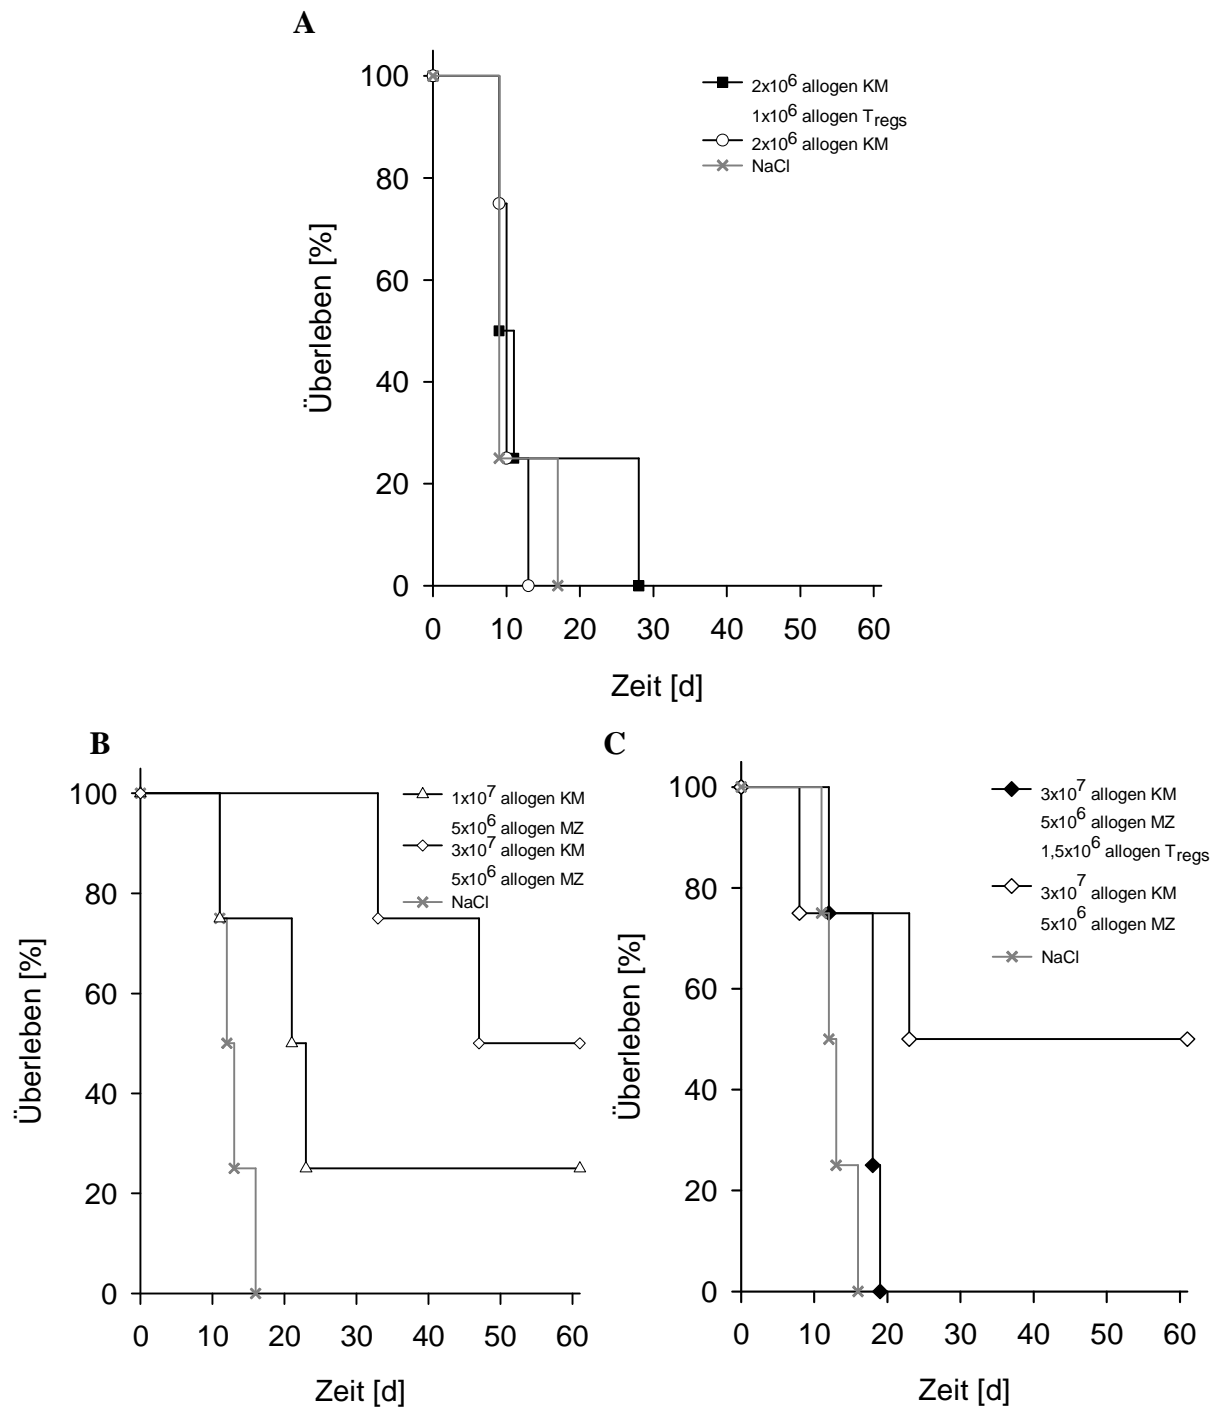 A
100
80
60
40
20
0
Überleben [%]
0 10 20 30 40 50 60
Zeit [d]
2x10⁶ allogen KM
1x10⁶ allogen Tregs
2x10⁶ allogen KM
NaCl
B
100
80
60
40
20
0
Überleben [%]
0 10 20 30 40 50 60
Zeit [d]
1x10⁷ allogen KM
5x10⁶ allogen MZ
3x10⁷ allogen KM
5x10⁶ allogen MZ
NaCl
C
100
80
60
40
20
0
Überleben [%]
0 10 20 30 40 50 60
Zeit [d]
3x10⁷ allogen KM
5x10⁶ allogen MZ
1,5x10⁶ allogen Tregs
3x10⁷ allogen KM
5x10⁶ allogen MZ
NaCl